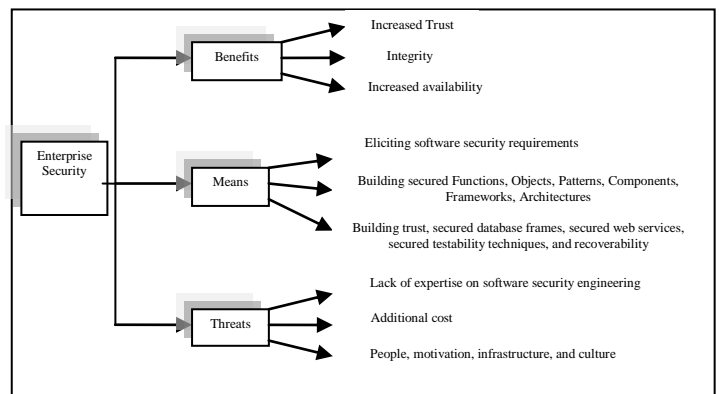 Increased Trust
Benefits
Integrity
Increased availability
Enterprise
Security
Eliciting software security requirements
Means
Building secured Functions, Objects, Patterns, Components,
Frameworks, Architectures
Building trust, secured database frames, secured web services,
secured testability techniques, and recoverability
Lack of expertise on software security engineering
Threats
Additional cost
People, motivation, infrastructure, and culture